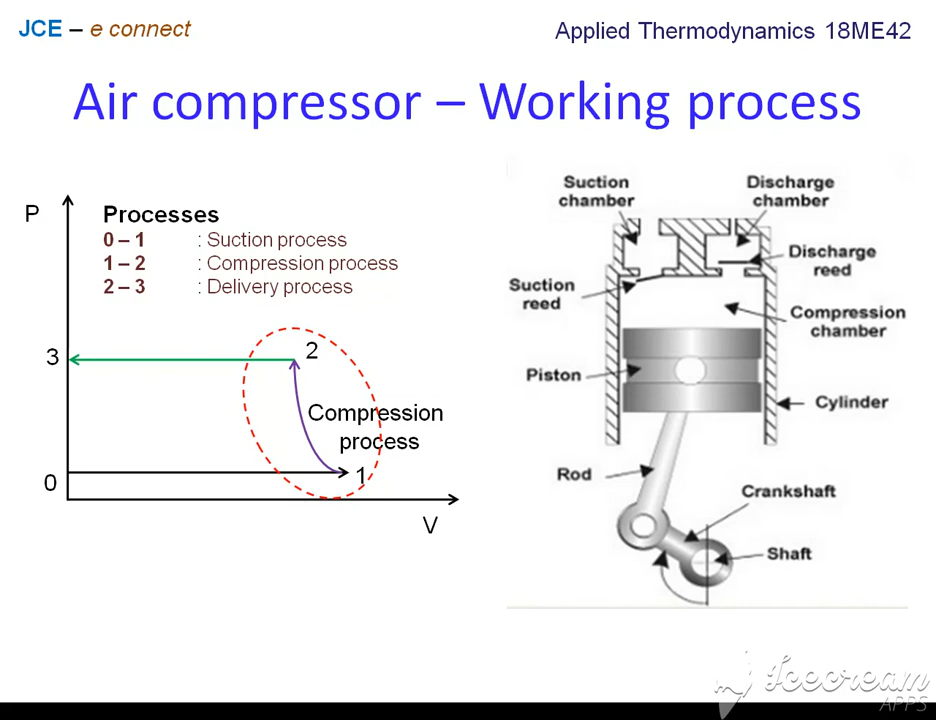 JCE – e connect
Applied Thermodynamics 18ME42
Air compressor – Working process
P
Processes
0 – 1 : Suction process
1 – 2 : Compression process
2 – 3 : Delivery process
3
2
Compression
process
0
1
V
Suction
chamber
Discharge
chamber
Discharge
reed
Suction
reed
Compression
chamber
Piston
Cylinder
Rod
Crankshaft
Shaft
Icecream
APPS